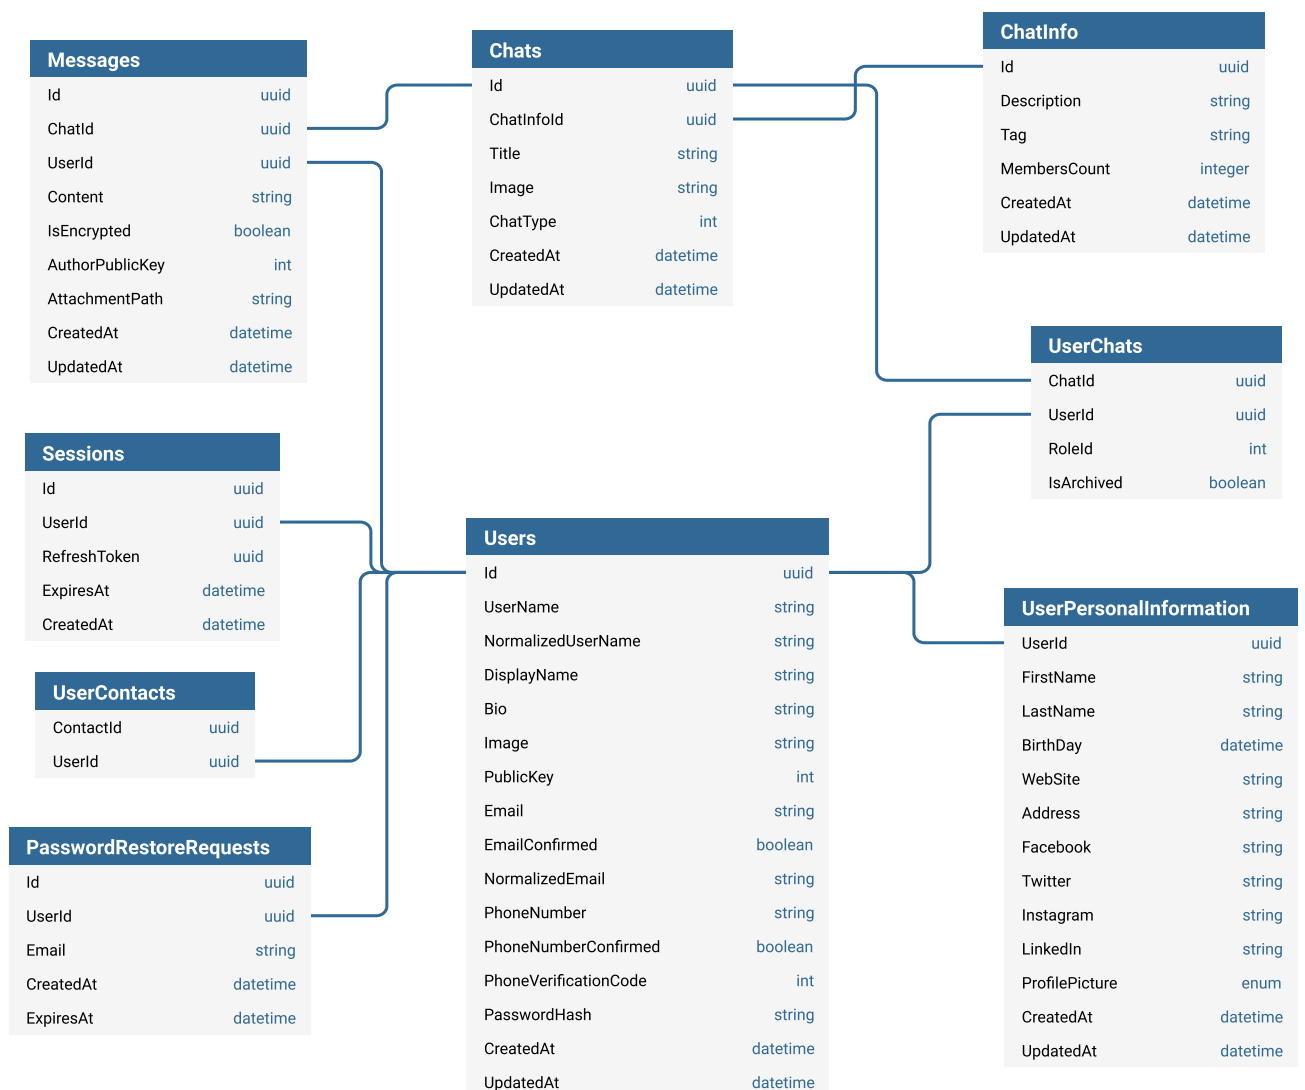 Messages
Id uuid
ChatId uuid
UserId uuid
Content string
IsEncrypted boolean
AuthorPublicKey int
AttachmentPath string
CreatedAt datetime
UpdatedAt datetime
Chats
Id uuid
ChatInfoId uuid
Title string
Image string
ChatType int
CreatedAt datetime
UpdatedAt datetime
ChatInfo
Id uuid
Description string
Tag string
MembersCount integer
CreatedAt datetime
UpdatedAt datetime
UserChats
ChatId uuid
UserId uuid
RoleId int
IsArchived boolean
Sessions
Id uuid
UserId uuid
RefreshToken uuid
ExpiresAt datetime
CreatedAt datetime
UserContacts
ContactId uuid
UserId uuid
PasswordRestoreRequests
Id uuid
UserId uuid
Email string
CreatedAt datetime
ExpiresAt datetime
Users
Id uuid
UserName string
NormalizedUserName string
DisplayName string
Bio string
Image string
PublicKey int
Email string
EmailConfirmed boolean
NormalizedEmail string
PhoneNumber string
PhoneNumberConfirmed boolean
PhoneVerificationCode int
PasswordHash string
CreatedAt datetime
UpdatedAt datetime
UserPersonalInformation
UserId uuid
FirstName string
LastName string
BirthDay datetime
WebSite string
Address string
Facebook string
Twitter string
Instagram string
LinkedIn string
ProfilePicture enum
CreatedAt datetime
UpdatedAt datetime